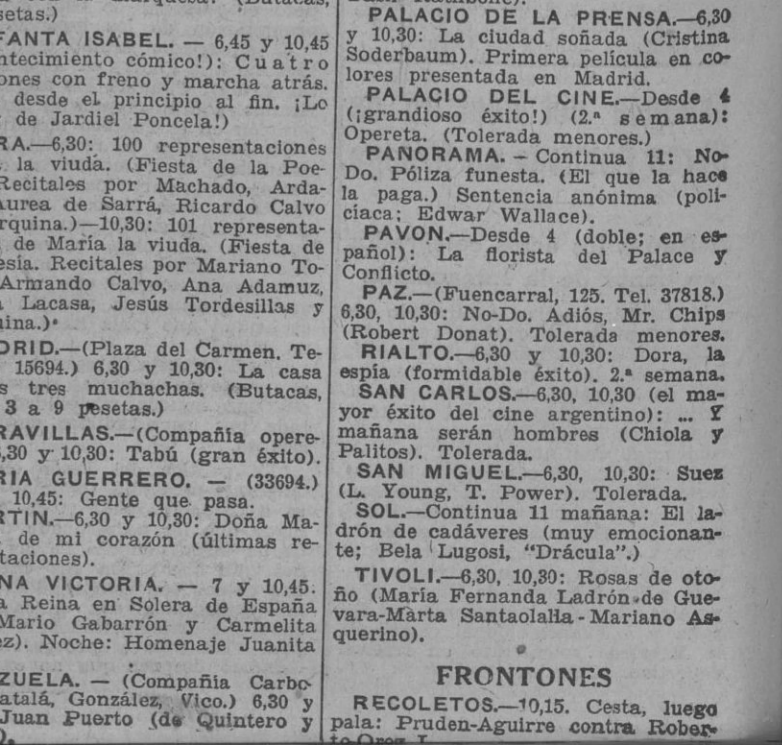 setas.)
FANTA ISABEL. — 6,45 y 10,45
ntecimiento cómico!): Cuatro
ones con freno y marcha atrás.
desde el principio al fin. ¡Lo
de Jardiel Poncela!)
RA.—6,30: 100 representaciones
la viuda. (Fiesta de la Poe-
Recitales por Machado, Arda-
Aurea de Sarrá, Ricardo Calvo
rquina.)—10,30: 101 representa-
de María la viuda. (Fiesta de
esía. Recitales por Mariano To-
Armando Calvo, Ana Adamuz,
Lacasa, Jesús Tordesillas y
uina.)
DRID.—(Plaza del Carmen. Te-
15694.) 6,30 y 10,30: La casa
s tres muchachas. (Butacas,
3 a 9 pesetas.)
RAVILLAS.—(Compañía opere-
6,30 y 10,30: Tabú (gran éxito).
RIA GUERRERO. — (33694.)
10,45: Gente que pasa.
RTIN.—6,30 y 10,30: Doña Ma-
de mi corazón (últimas re-
taciones).
NA VICTORIA. — 7 y 10,45:
a Reina en Solera de España
Mario Gabarrón y Carmelita
ez). Noche: Homenaje Juanita
ZUELA. — (Compañía Carbo-
atalá, González, Vico.) 6,30 y
Juan Puerto (de Quintero y
).
PALACIO DE LA PRENSA.—6,30
y 10,30: La ciudad soñada (Cristina
Soderbaum). Primera película en co-
lores presentada en Madrid.
PALACIO DEL CINE.—Desde 4
(¡grandioso éxito!) (2.ª semana):
Opereta. (Tolerada menores.)
PANORAMA. — Continua 11: No-
Do. Póliza funesta. (El que la hace
la paga.) Sentencia anónima (poli-
ciaca; Edwar Wallace).
PAVON.—Desde 4 (doble; en es-
pañol): La florista del Palace y
Conflicto.
PAZ.—(Fuencarral, 125. Tel. 37818.)
6,30, 10,30: No-Do. Adiós, Mr. Chips
(Robert Donat). Tolerada menores.
RIALTO.—6,30 y 10,30: Dora, la
espía (formidable éxito). 2.ª semana.
SAN CARLOS.—6,30, 10,30 (el ma-
yor éxito del cine argentino): ... Y
mañana serán hombres (Chiola y
Palitos). Tolerada.
SAN MIGUEL.—6,30, 10,30: Suez
(L. Young, T. Power). Tolerada.
SOL.—Continua 11 mañana: El la-
drón de cadáveres (muy emocionan-
te; Bela Lugosi, "Drácula".)
TIVOLI.—6,30, 10,30: Rosas de oto-
ño (María Fernanda Ladrón de Gue-
vara-Marta Santaolalla - Mariano As-
querino).
FRONTONES
RECOLETOS.—10,15. Cesta, luego
pala: Pruden-Aguirre contra Rober-